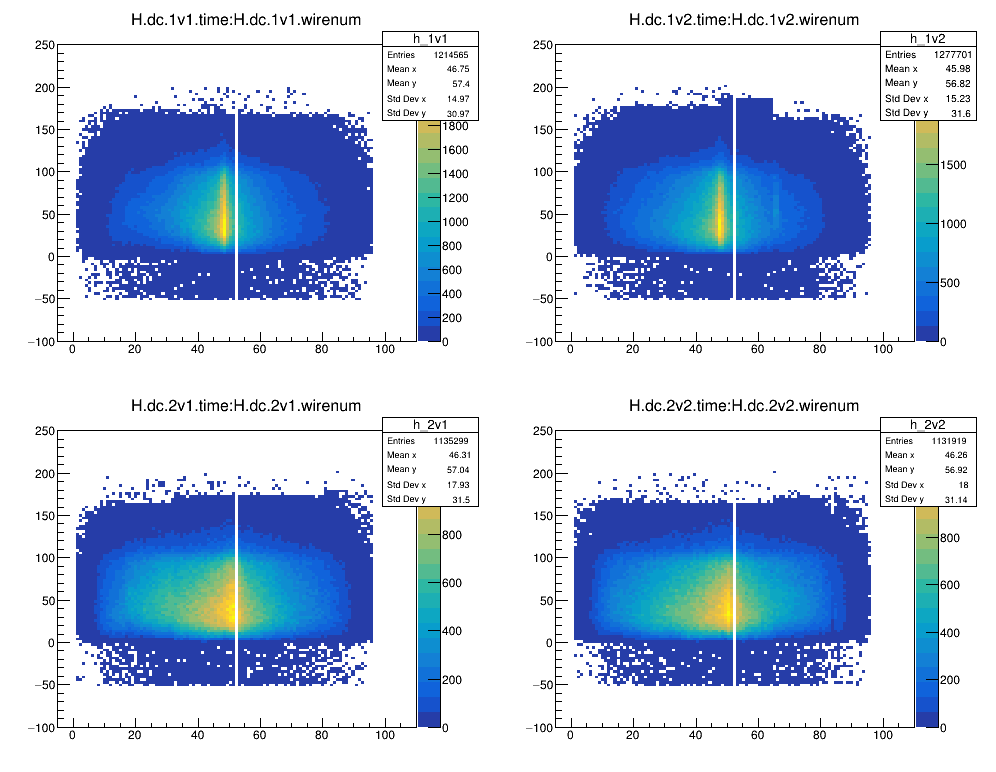 H.dc.1v1.time:H.dc.1v1.wirenum
h_1v1
Entries 1214565
Mean x 46.75
Mean y 57.4
Std Dev x 14.97
Std Dev y 30.97
250
200
150
100
50
0
−50
−100
0 20 40 60 80 100
1800
1600
1400
1200
1000
800
600
400
200
0
H.dc.1v2.time:H.dc.1v2.wirenum
h_1v2
Entries 1277701
Mean x 45.98
Mean y 56.82
Std Dev x 15.23
Std Dev y 31.6
250
200
150
100
50
0
−50
−100
0 20 40 60 80 100
1500
1000
500
0
H.dc.2v1.time:H.dc.2v1.wirenum
h_2v1
Entries 1135299
Mean x 46.31
Mean y 57.04
Std Dev x 17.93
Std Dev y 31.5
250
200
150
100
50
0
−50
−100
0 20 40 60 80 100
800
600
400
200
0
H.dc.2v2.time:H.dc.2v2.wirenum
h_2v2
Entries 1131919
Mean x 46.26
Mean y 56.92
Std Dev x 18
Std Dev y 31.14
250
200
150
100
50
0
−50
−100
0 20 40 60 80 100
800
600
400
200
0